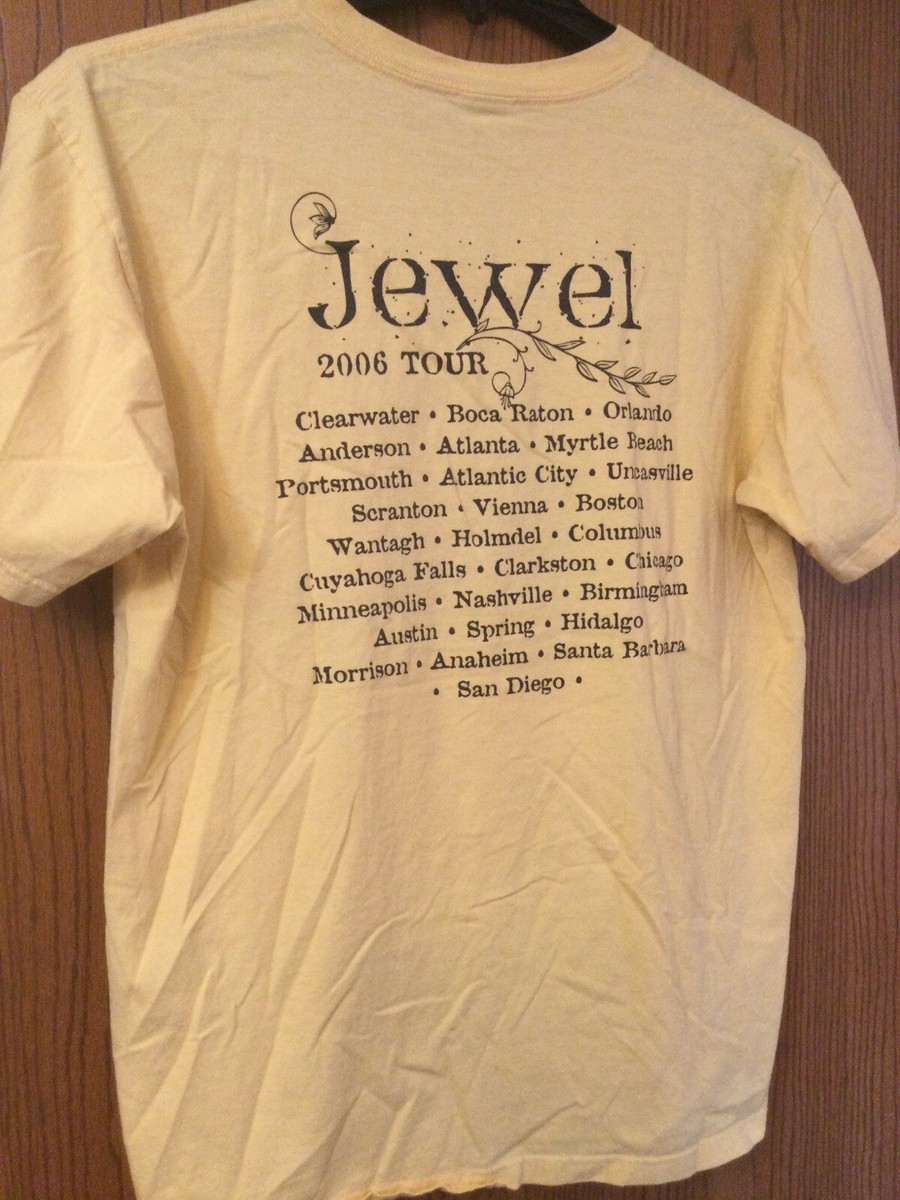 Jewel
2006 TOUR
Clearwater • Boca Raton • Orlando
Anderson • Atlanta • Myrtle Beach
Portsmouth • Atlantic City • Uncasville
Scranton • Vienna • Boston
Wantagh • Holmdel • Columbus
Cuyahoga Falls • Clarkston • Chicago
Minneapolis • Nashville • Birmingham
Austin • Spring • Hidalgo
Morrison • Anaheim • Santa Barbara
• San Diego •